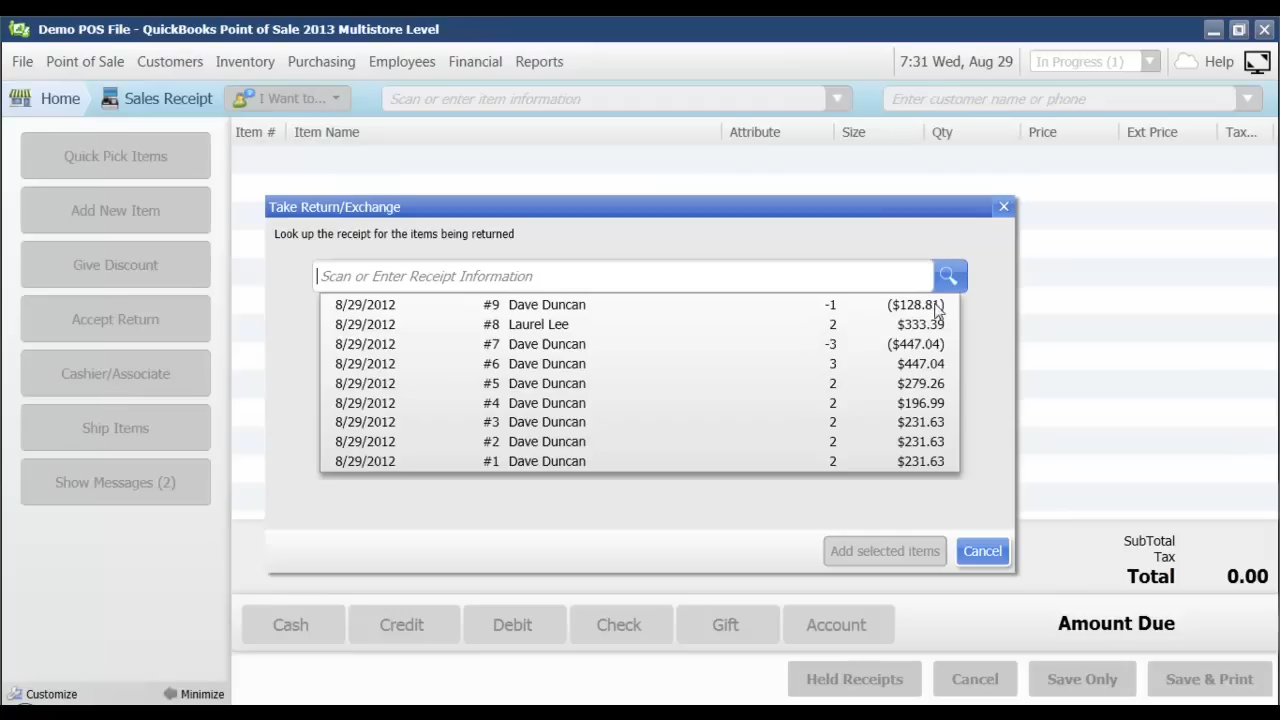 Demo POS File - QuickBooks Point of Sale 2013 Multistore Level
File Point of Sale Customers Inventory Purchasing Employees Financial Reports 7:31 Wed, Aug 29 In Progress (1) Help
Home Sales Receipt I Want to... Scan or enter item information Enter customer name or phone
Item # Item Name Attribute Size Qty Price Ext Price Tax...
Quick Pick Items
Add New Item
Give Discount
Accept Return
Cashier/Associate
Ship Items
Show Messages (2)
Take Return/Exchange
Look up the receipt for the items being returned
Scan or Enter Receipt Information
8/29/2012 #9 Dave Duncan -1 ($128.81)
8/29/2012 #8 Laurel Lee 2 $333.39
8/29/2012 #7 Dave Duncan -3 ($447.04)
8/29/2012 #6 Dave Duncan 3 $447.04
8/29/2012 #5 Dave Duncan 2 $279.26
8/29/2012 #4 Dave Duncan 2 $196.99
8/29/2012 #3 Dave Duncan 2 $231.63
8/29/2012 #2 Dave Duncan 2 $231.63
8/29/2012 #1 Dave Duncan 2 $231.63
Add selected items Cancel
SubTotal
Tax
Total 0.00
Cash Credit Debit Check Gift Account Amount Due
Held Receipts Cancel Save Only Save & Print
Customize Minimize